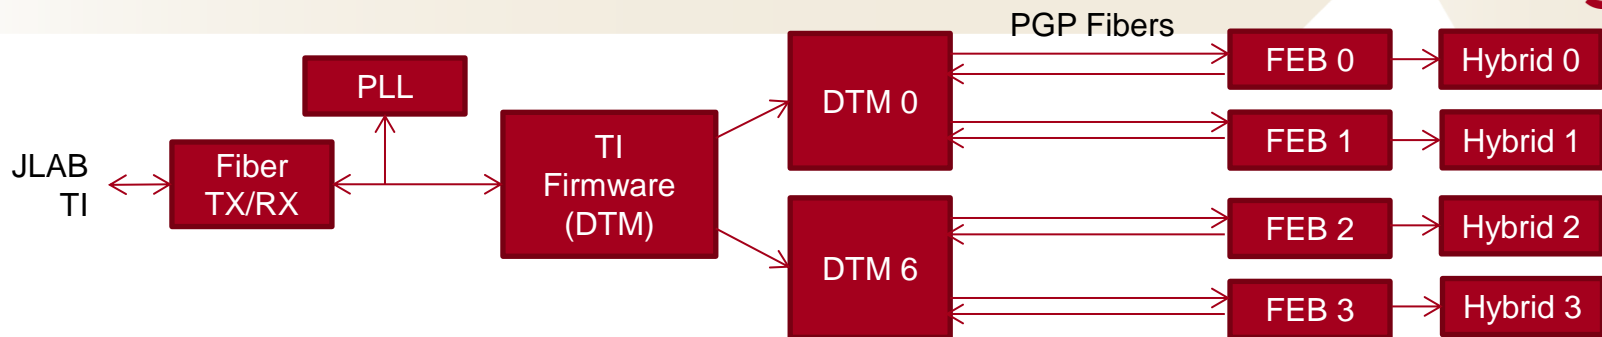 PGP Fibers
JLAB
TI
Fiber
TX/RX
PLL
TI
Firmware
(DTM)
DTM 0
DTM 6
FEB 0
Hybrid 0
FEB 1
Hybrid 1
FEB 2
Hybrid 2
FEB 3
Hybrid 3